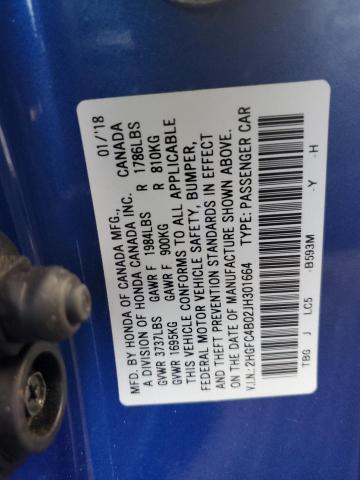 MFD. BY HONDA OF CANADA MFG., 01/'18
A DIVISION OF HONDA CANADA INC. CANADA
GVWR 3737LBS GAWR F 1984LBS R 1786LBS
GVWR 1695KG GAWR F 900KG R 810KG
THIS VEHICLE CONFORMS TO ALL APPLICABLE
FEDERAL MOTOR VEHICLE SAFETY, BUMPER,
AND THEFT PREVENTION STANDARDS IN EFFECT
ON THE DATE OF MANUFACTURE SHOWN ABOVE.
V.I.N.:2HGFC4B02JH301664 TYPE: PASSENGER CAR
TBG J LC5 -B593M -Y -H